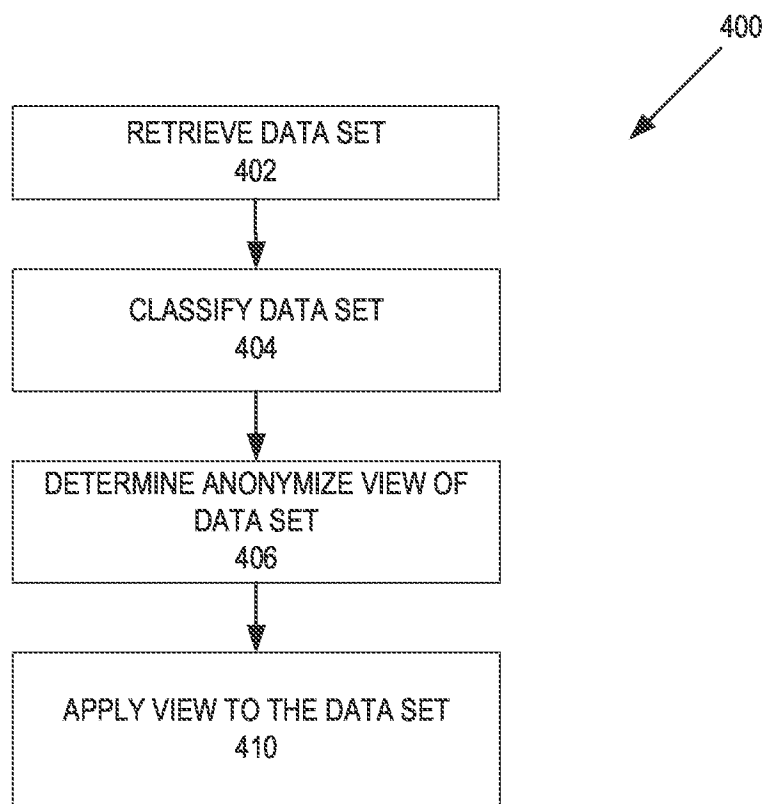 400
RETRIEVE DATA SET
402
CLASSIFY DATA SET
404
DETERMINE ANONYMIZE VIEW OF
DATA SET
406
APPLY VIEW TO THE DATA SET
410